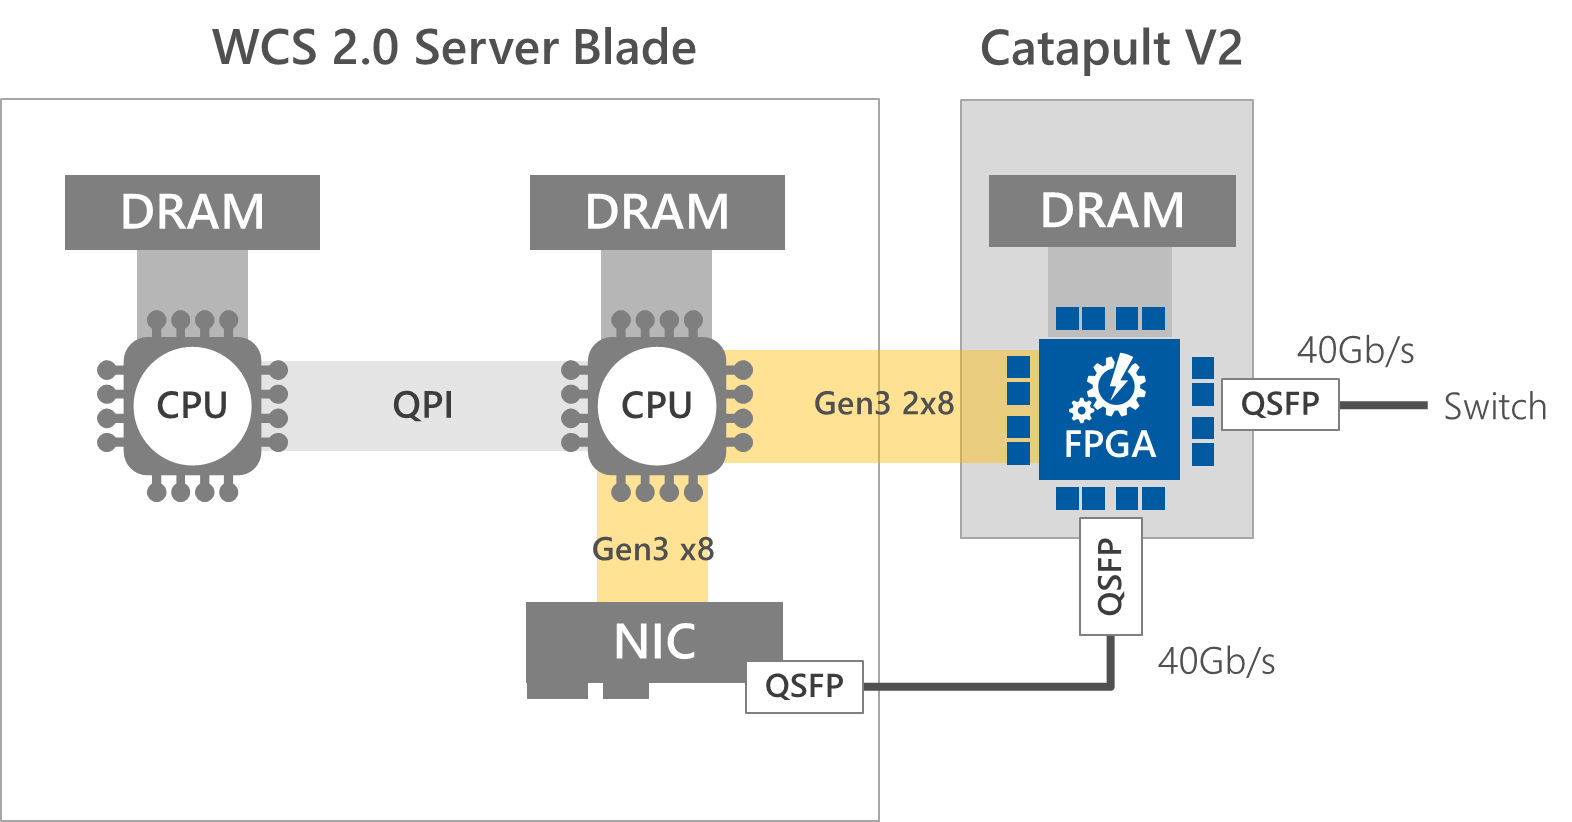 WCS 2.0 Server Blade
Catapult V2
DRAM
DRAM
DRAM
CPU
QPI
CPU
Gen3 2x8
FPGA
QSFP
40Gb/s
Switch
Gen3 x8
NIC
QSFP
QSFP
40Gb/s